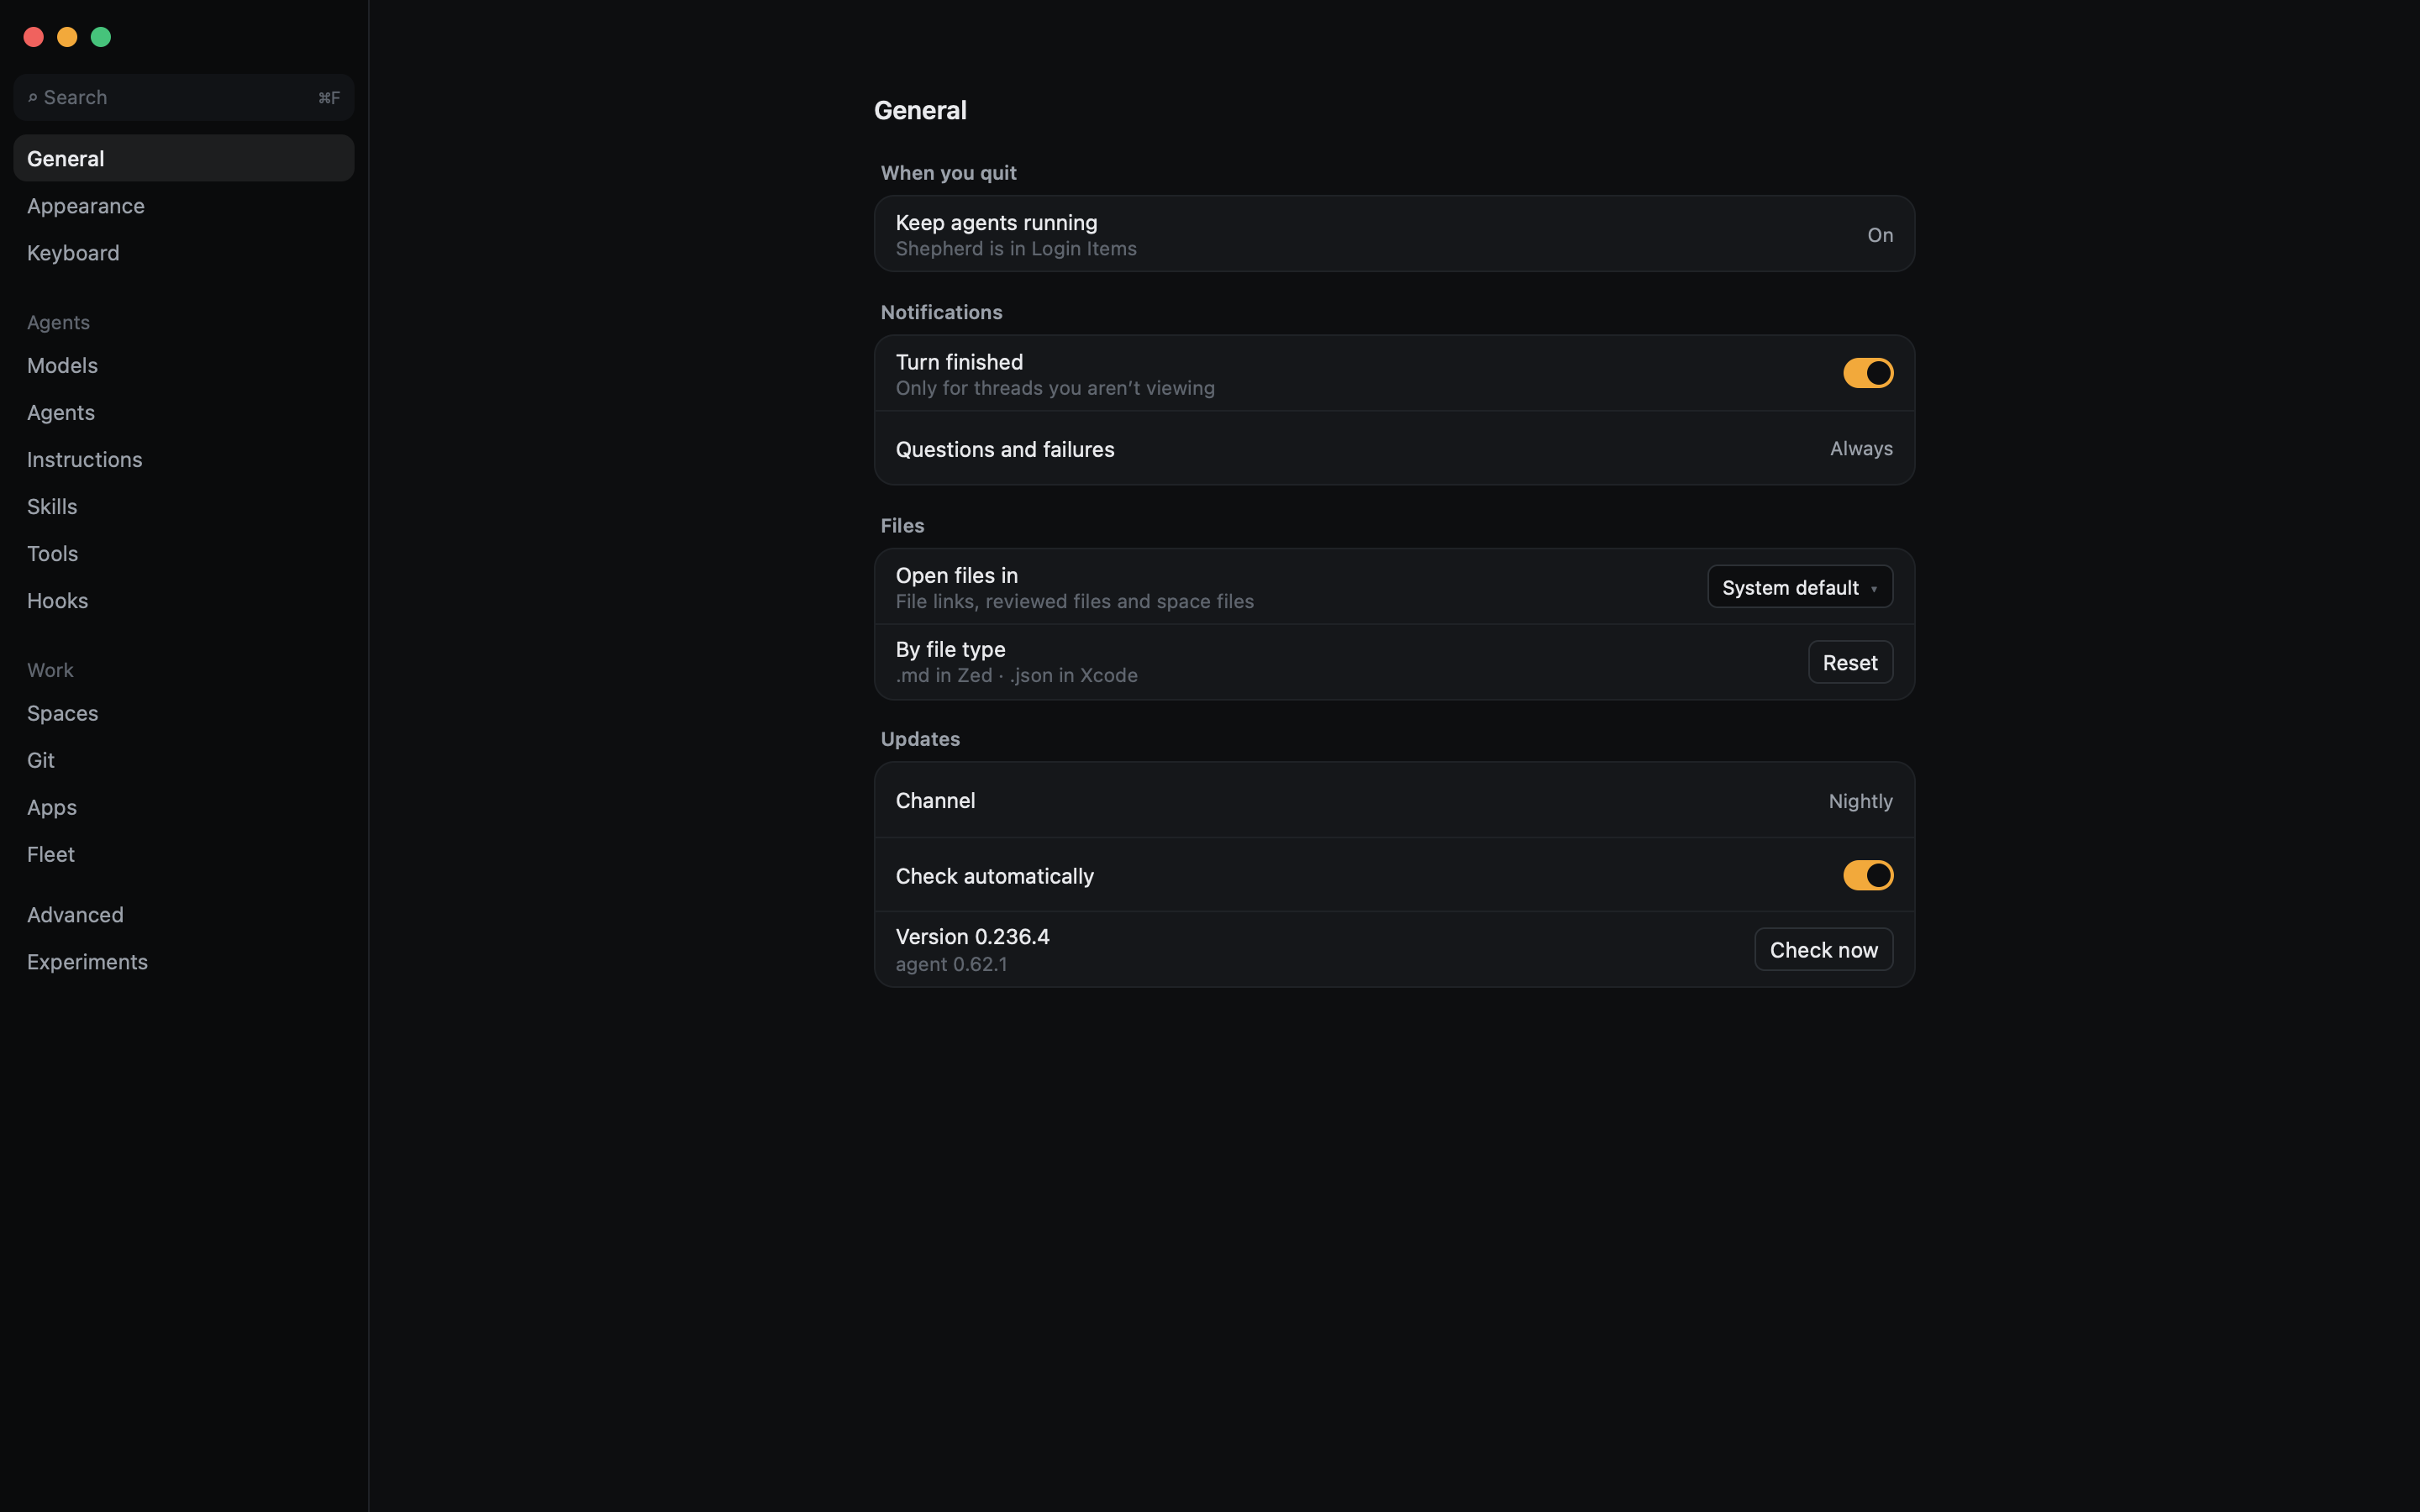 Search ⌘F
General
Appearance
Keyboard
Agents
Models
Agents
Instructions
Skills
Tools
Hooks
Work
Spaces
Git
Apps
Fleet
Advanced
Experiments
General
When you quit
Keep agents running
Shepherd is in Login Items
On
Notifications
Turn finished
Only for threads you aren’t viewing
Questions and failures
Always
Files
Open files in
File links, reviewed files and space files
System default
By file type
.md in Zed · .json in Xcode
Reset
Updates
Channel
Nightly
Check automatically
Version 0.236.4
agent 0.62.1
Check now